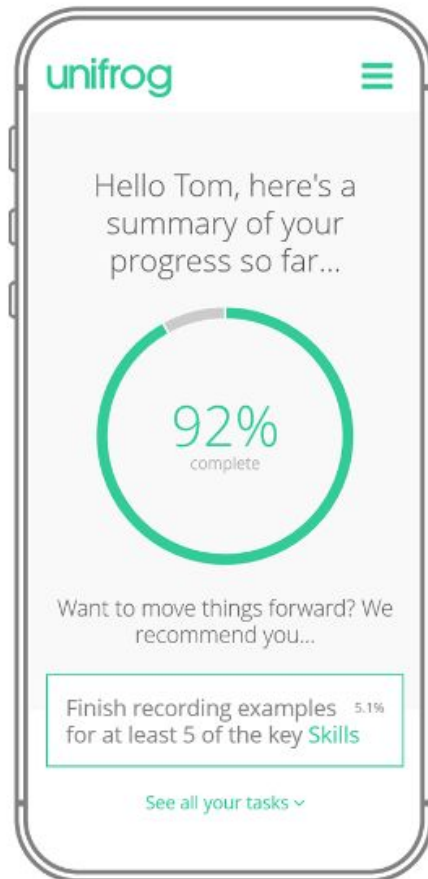 unifrog
Hello Tom, here's a
summary of your
progress so far...
92%
complete
Want to move things forward? We
recommend you...
Finish recording examples 5.1%
for at least 5 of the key Skills
See all your tasks